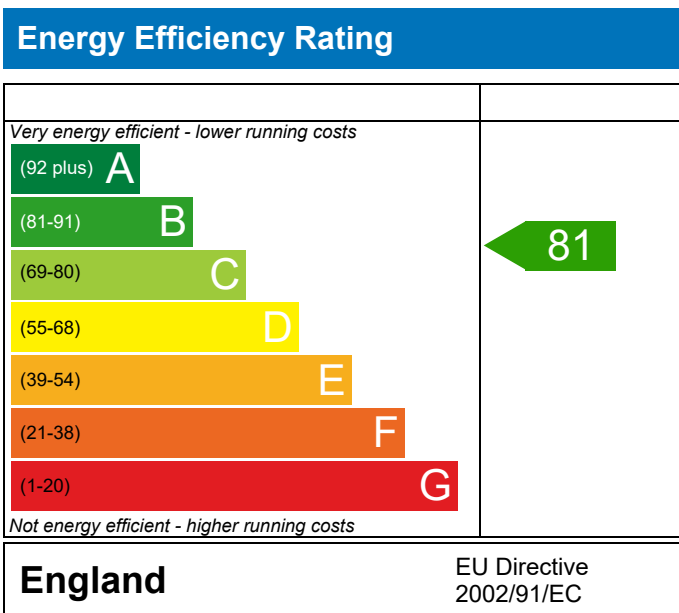 Energy Efficiency Rating
Very energy efficient - lower running costs
(92 plus) A
(81-91) B
81
(69-80) C
(55-68) D
(39-54) E
(21-38) F
(1-20) G
Not energy efficient - higher running costs
England
EU Directive
2002/91/EC